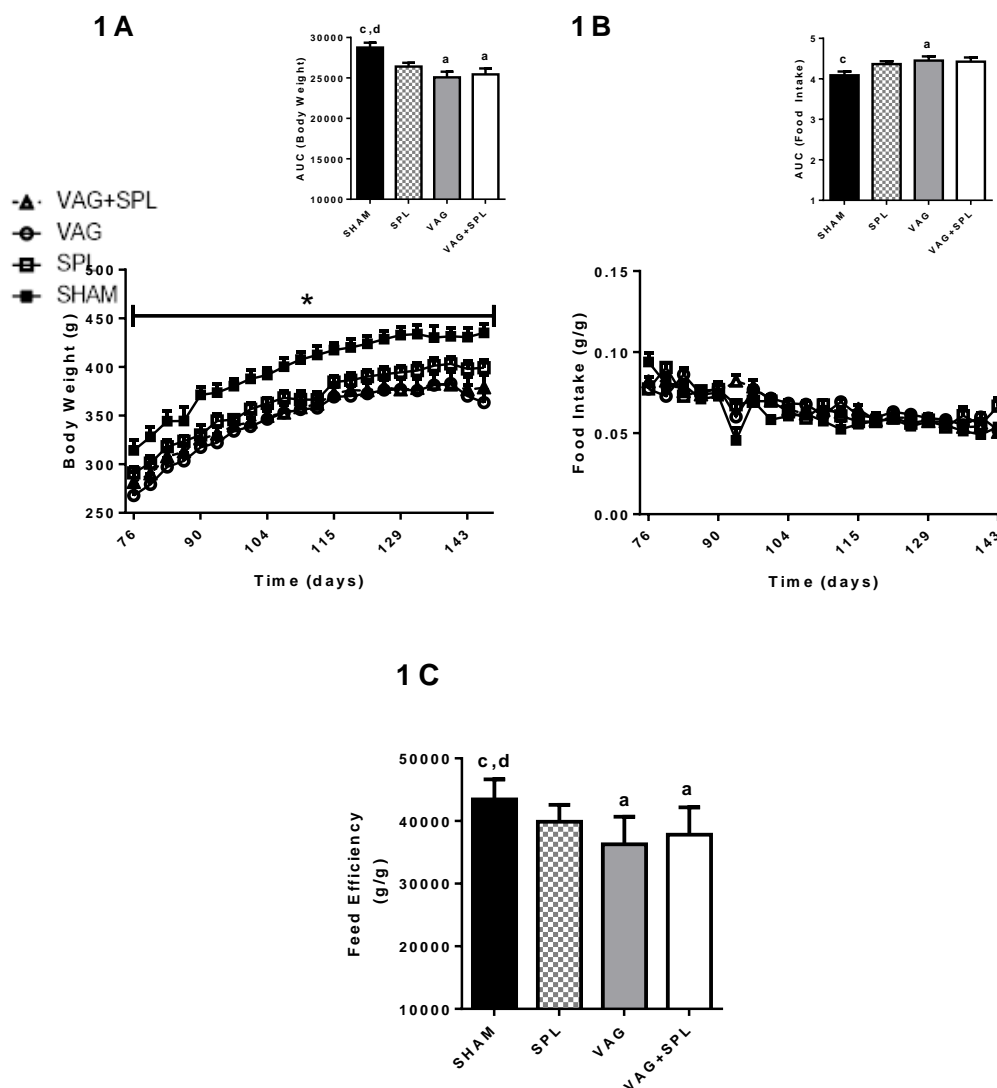 1A
c,d
a
a
30000
25000
20000
15000
10000
AUC (Body Weight)
SHAM
SPL
VAG
VAG+SPL
1B
c
a
5
4
3
2
1
AUC (Food Intake)
SHAM
SPL
VAG
VAG+SPL
VAG+SPL
VAG
SPL
SHAM
*
500
450
400
350
300
250
Body Weight (g)
76
90
104
115
129
143
Time (days)
0.15
0.10
0.05
0.00
Food Intake (g/g)
76
90
104
115
129
143
Time (days)
1C
c,d
a
a
50000
40000
30000
20000
10000
Feed Efficiency
(g/g)
SHAM
SPL
VAG
VAG+SPL